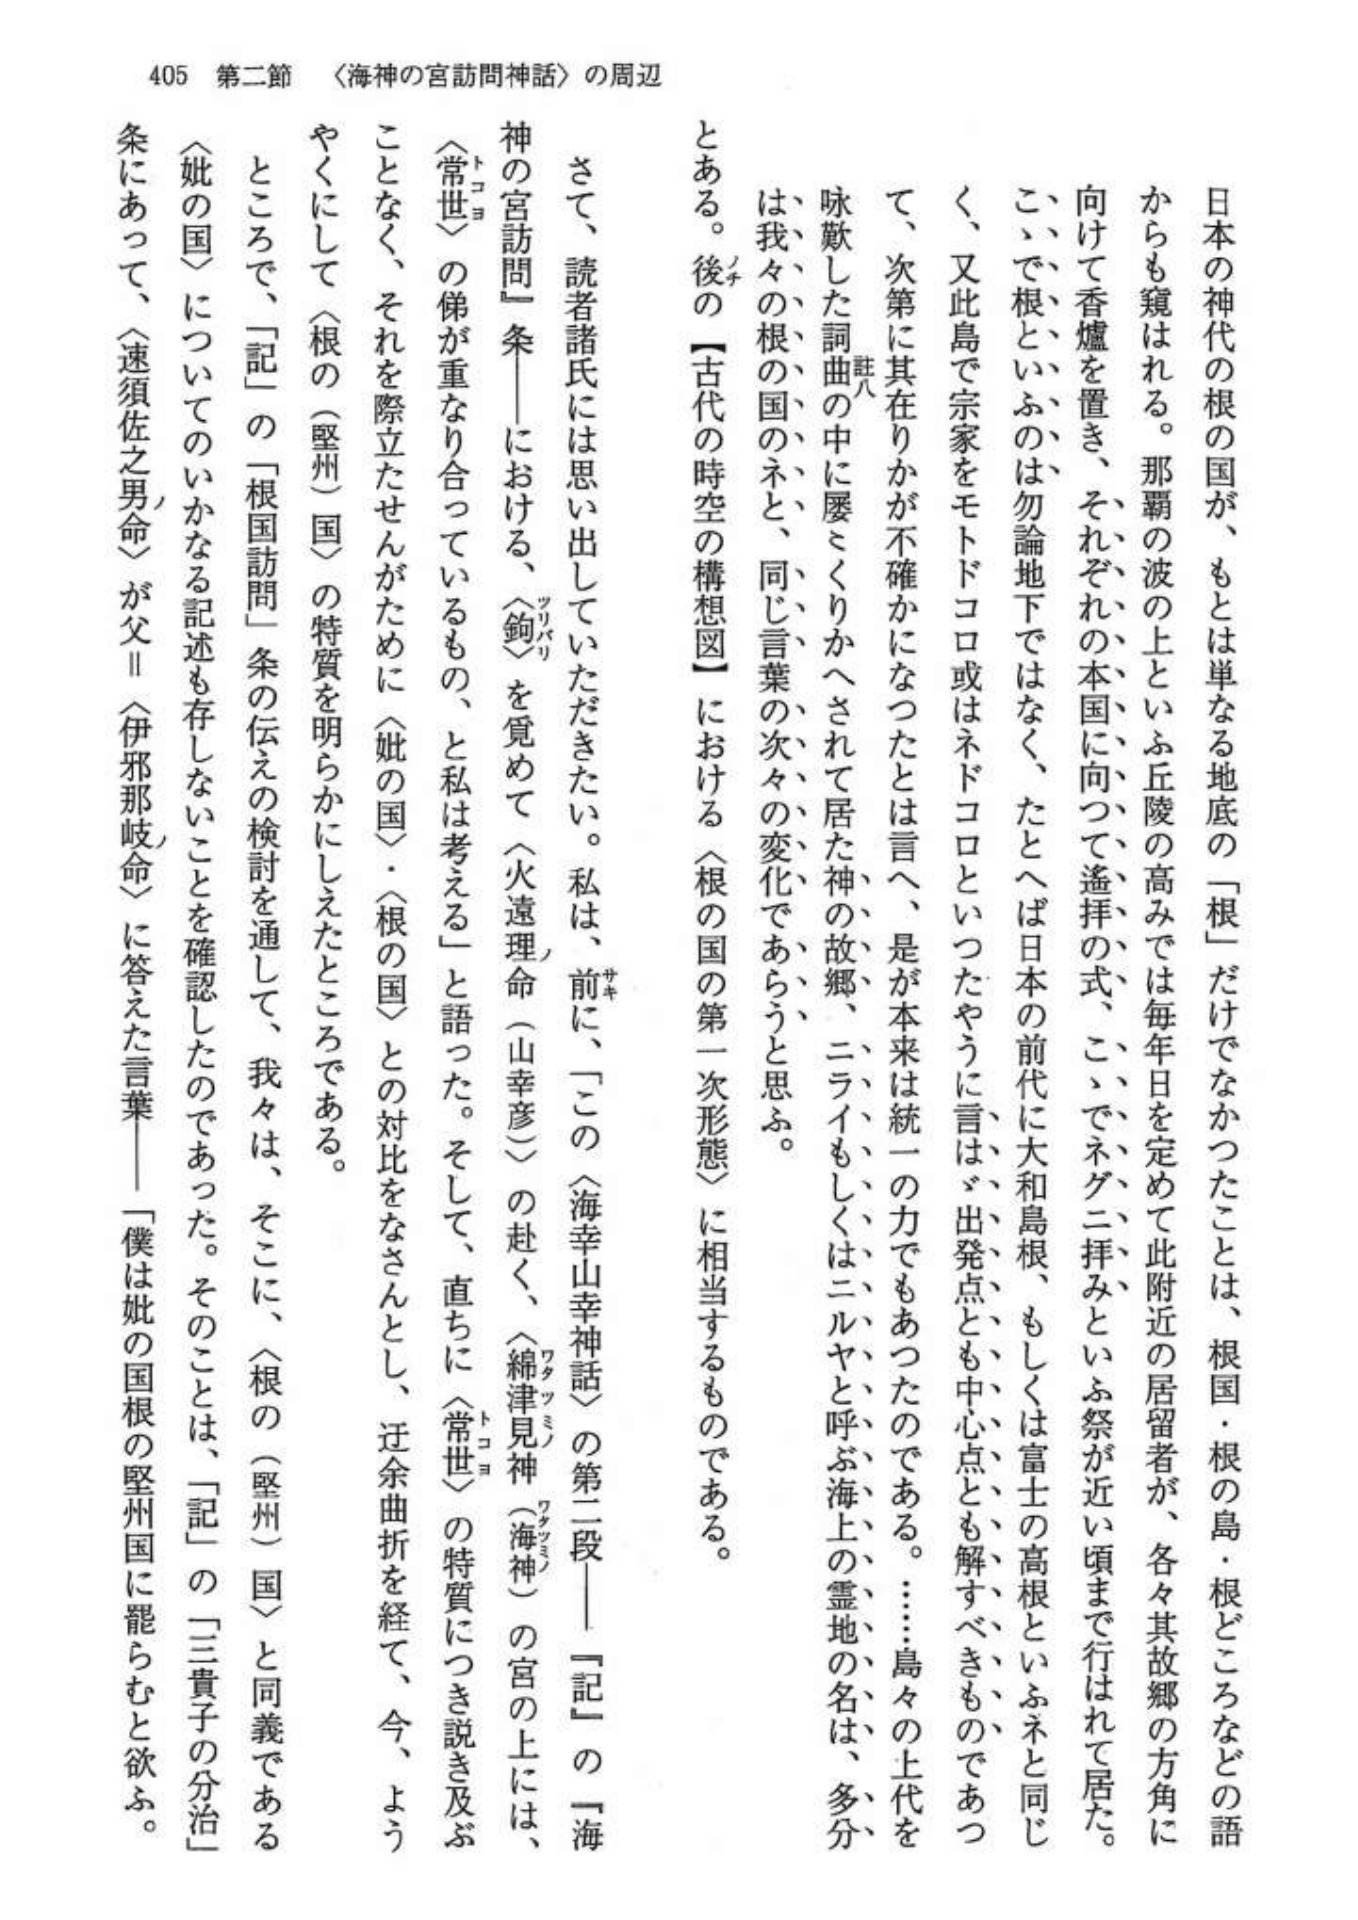 405　第二節　〈海神の宮訪問神話〉の周辺
日本の神代の根の国が、もとは単なる地底の「根」だけでなかつたことは、根国・根の島・根どころなどの語
からも窺はれる。那覇の波の上といふ丘陵の高みでは毎年日を定めて此附近の居留者が、各々其故郷の方角に
向けて香爐を置き、それぞれの本国に向つて遙拝の式、こゝでネグニ拝みといふ祭が近い頃まで行はれて居た。
こゝで根といふのは勿論地下ではなく、たとへば日本の前代に大和島根、もしくは富士の高根といふネと同じ
く、又此島で宗家をモトドコロ或はネドコロといつたやうに言はゞ出発点とも中心点とも解すべきものであつ
て、次第に其在りかが不確かになつたとは言へ、是が本来は統一の力でもあつたのである。……島々の上代を
咏歎した詞曲註八の中に屡〻くりかへされて居た神の故郷、ニライもしくはニルヤと呼ぶ海上の霊地の名は、多分
は我々の根の国のネと、同じ言葉の次々の変化であらうと思ふ。
とある。後ノチの【古代の時空の構想図】における〈根の国の第一次形態〉に相当するものである。
さて、読者諸氏には思い出していただきたい。私は、前サキに、「この〈海幸山幸神話〉の第二段――『記』の『海
神の宮訪問』条――における、〈鉤ツリバリ〉を覓めて〈火遠理ノ命（山幸彦）〉の赴く、〈綿津見神ワタツミノ（海神ワタツミノ）の宮の上には、
〈常世トコヨ〉の俤が重なり合っているもの、と私は考える」と語った。そして、直ちに〈常世トコヨ〉の特質につき説き及ぶ
ことなく、それを際立たせんがために〈妣の国〉・〈根の国〉との対比をなさんとし、迂余曲折を経て、今、よう
やくにして〈根の（堅州）国〉の特質を明らかにしえたところである。
ところで、「記」の「根国訪問」条の伝えの検討を通して、我々は、そこに、〈根の（堅州）国〉と同義である
〈妣の国〉についてのいかなる記述も存しないことを確認したのであった。そのことは、「記」の「三貴子の分治」
条にあって、〈速須佐之男ノ命〉が父＝〈伊邪那岐ノ命〉に答えた言葉――「僕は妣の国根の堅州国に罷らむと欲ふ。